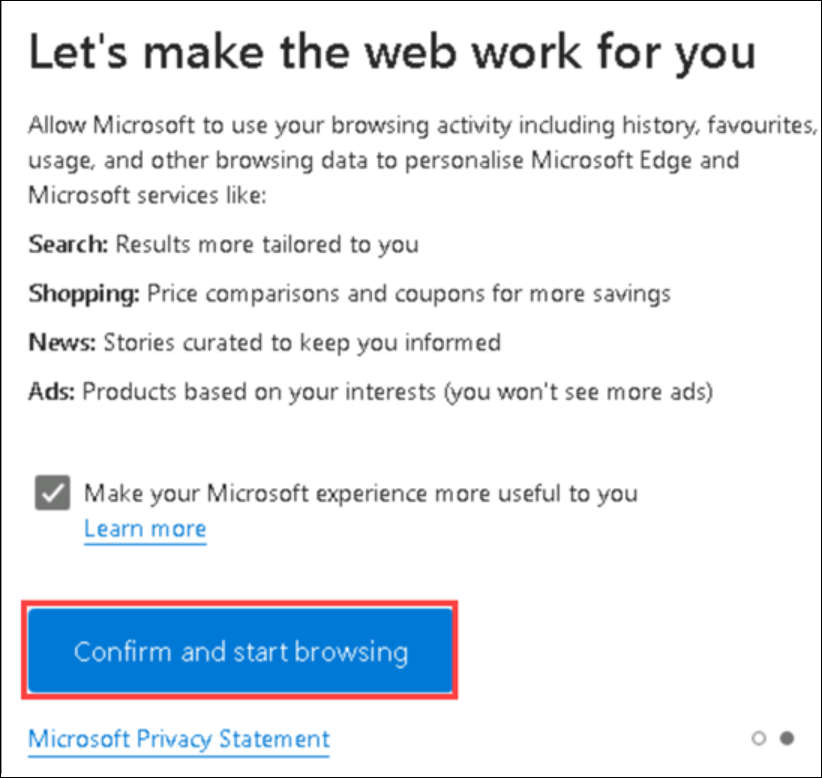 Let's make the web work for you
Allow Microsoft to use your browsing activity including history, favourites,
usage, and other browsing data to personalise Microsoft Edge and
Microsoft services like:
Search: Results more tailored to you
Shopping: Price comparisons and coupons for more savings
News: Stories curated to keep you informed
Ads: Products based on your interests (you won't see more ads)
Make your Microsoft experience more useful to you
Learn more
Confirm and start browsing
Microsoft Privacy Statement